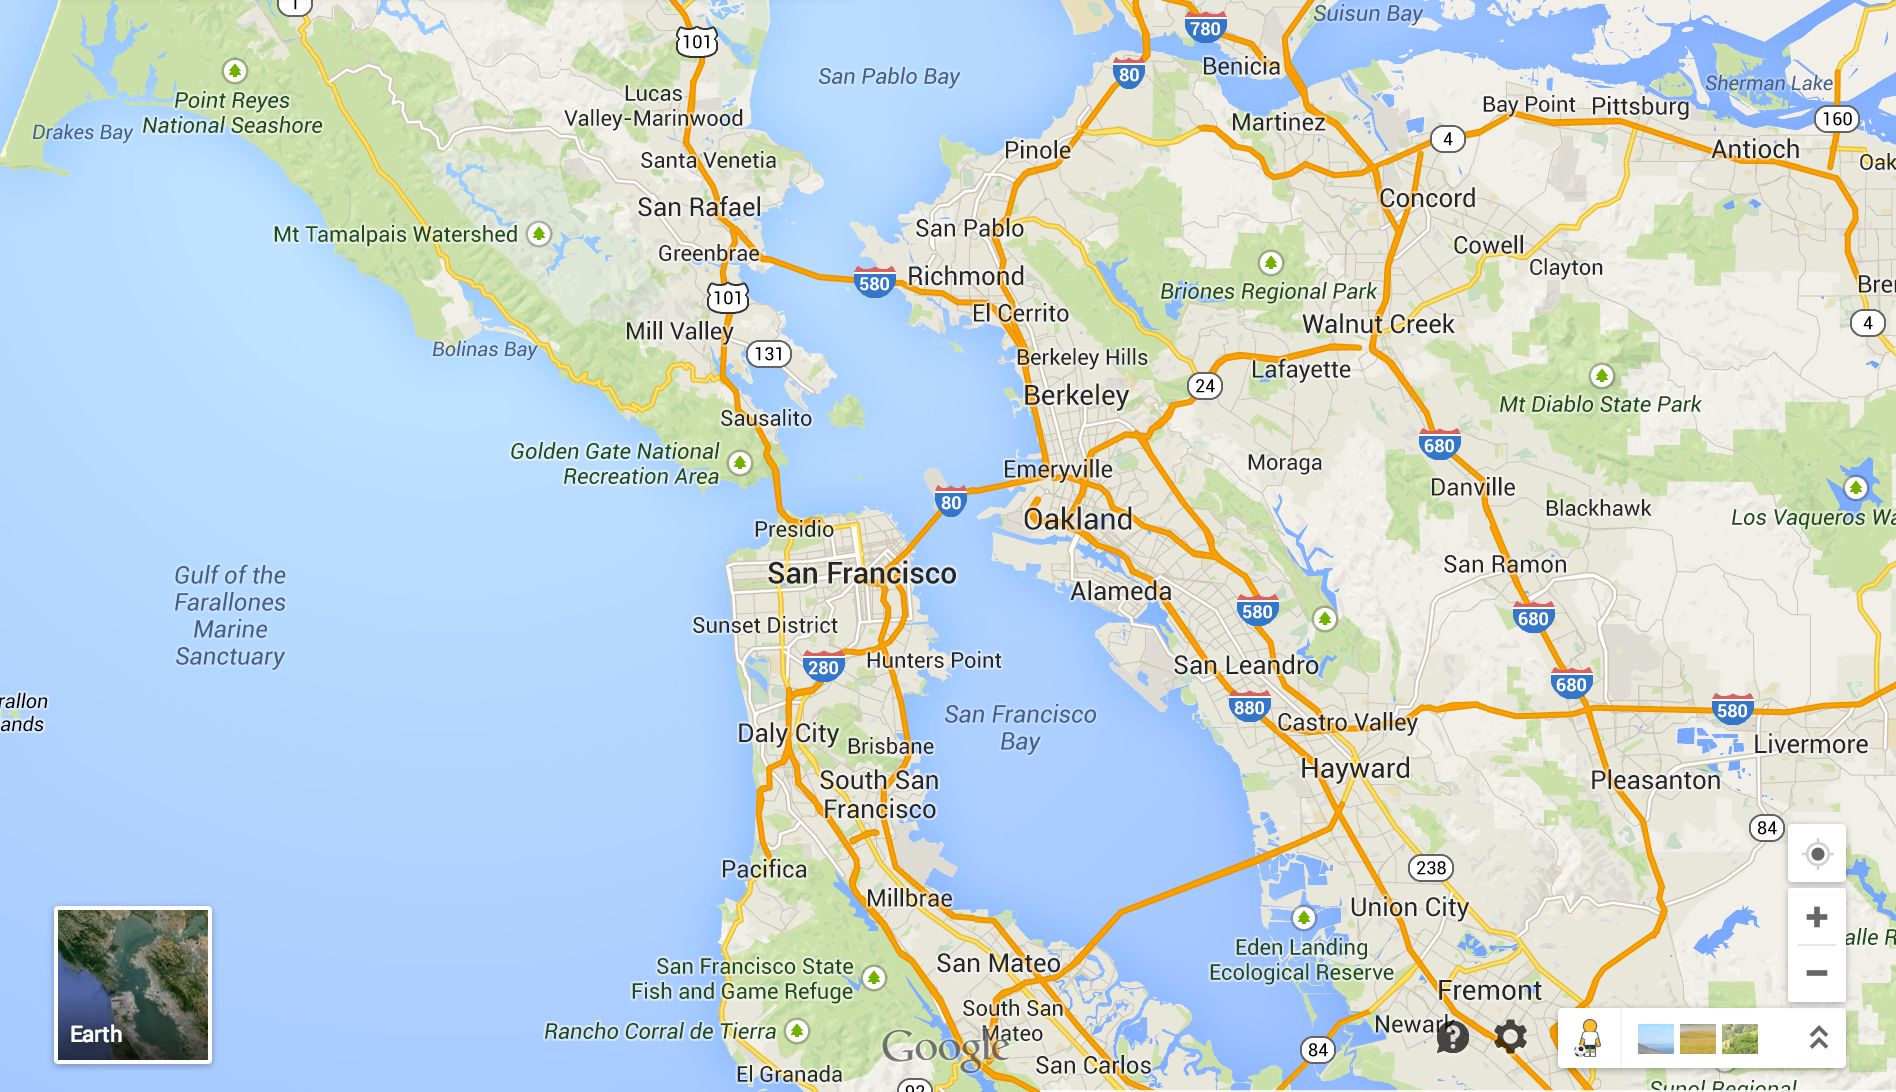 1
101
780
Suisun Bay
80
Benicia
San Pablo Bay
Sherman Lake
Point Reyes
National Seashore
Drakes Bay
Lucas
Valley-Marinwood
Bay Point
Pittsburg
160
Martinez
4
Antioch
Pinole
Santa Venetia
Oak
Concord
San Rafael
Mt Tamalpais Watershed
San Pablo
Greenbrae
Cowell
Clayton
580
Richmond
Briones Regional Park
Bre
101
El Cerrito
Mill Valley
Walnut Creek
4
Bolinas Bay
131
Berkeley Hills
Lafayette
24
Berkeley
Mt Diablo State Park
Sausalito
Golden Gate National
Recreation Area
680
Emeryville
Moraga
Danville
80
Blackhawk
Oakland
Los Vaqueros Wa
Presidio
San Francisco
San Ramon
Gulf of the
Farallones
Marine
Sanctuary
Alameda
580
680
Sunset District
280
Hunters Point
San Leandro
680
rallon
ands
880
580
San Francisco
Bay
Castro Valley
Daly City
Brisbane
Livermore
Hayward
South San
Francisco
Pleasanton
84
Pacifica
238
Millbrae
Union City
Eden Landing
Ecological Reserve
alle R
San Mateo
San Francisco State
Fish and Game Refuge
Fremont
South San
Mateo
Rancho Corral de Tierra
Newark
Google
84
San Carlos
El Granada
92
Sunol Regional
Earth